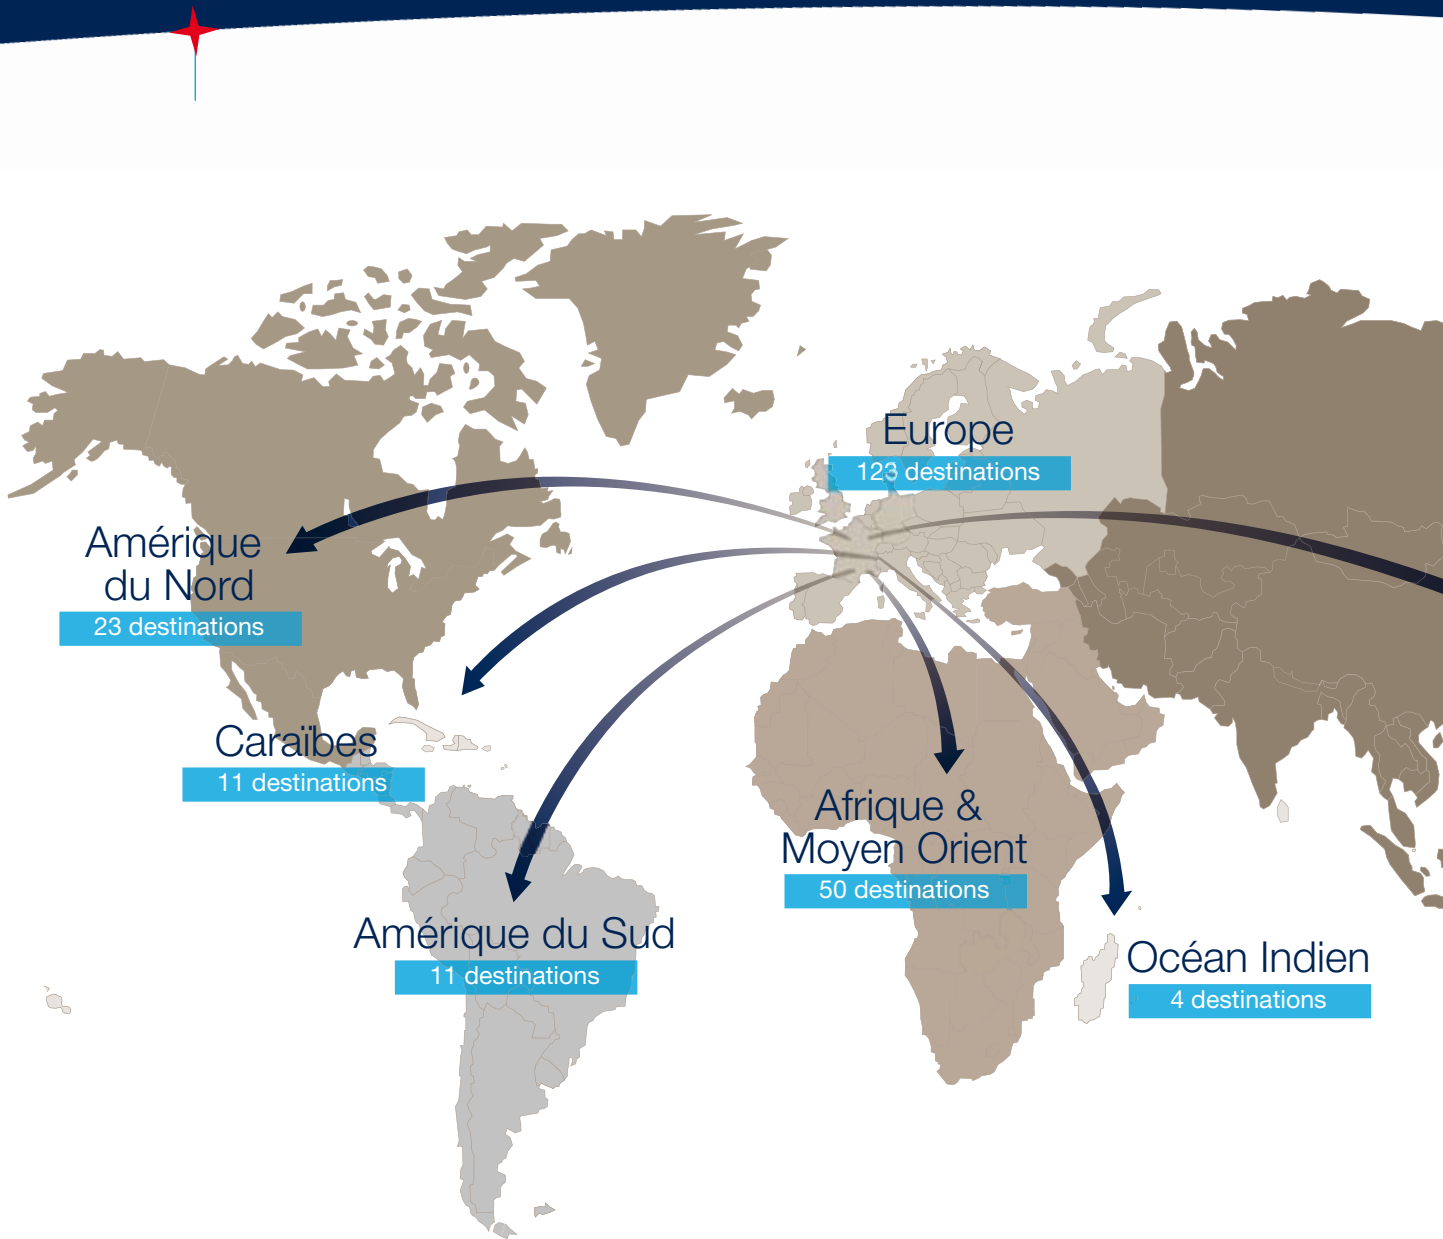 Europe
123 destinations
Amérique
du Nord
23 destinations
Caraïbes
11 destinations
Afrique &
Moyen Orient
50 destinations
Amérique du Sud
11 destinations
Océan Indien
4 destinations